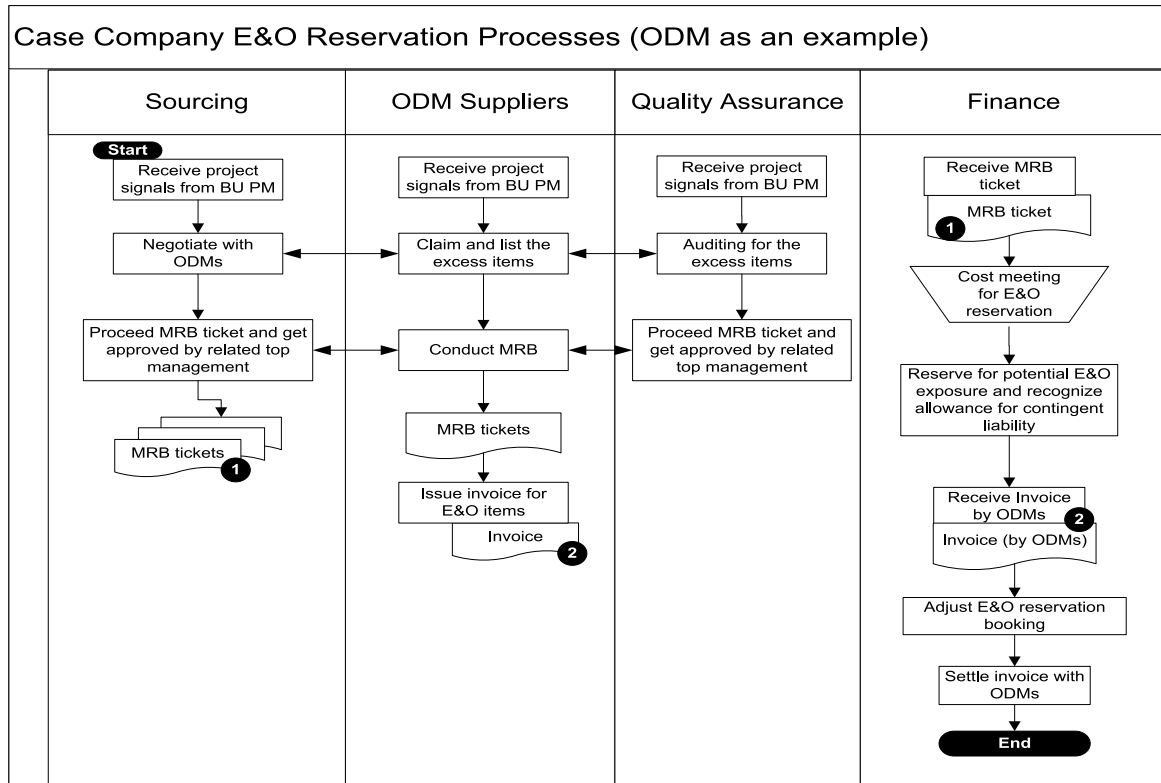 Case Company E&O Reservation Processes (ODM as an example)
Sourcing
ODM Suppliers
Quality Assurance
Finance
Start
Receive project
signals from BU PM
Negotiate with
ODMs
Proceed MRB ticket and get
approved by related top
management
MRB tickets
1
Receive project
signals from BU PM
Claim and list the
excess items
Conduct MRB
MRB tickets
Issue invoice for
E&O items
Invoice
2
Receive project
signals from BU PM
Auditing for the
excess items
Proceed MRB ticket and
get approved by related
top management
Receive MRB
ticket
MRB ticket
1
Cost meeting
for E&O
reservation
Reserve for potential E&O
exposure and recognize
allowance for contingent
liability
Receive Invoice
by ODMs
2
Invoice (by ODMs)
Adjust E&O reservation
booking
Settle invoice with
ODMs
End